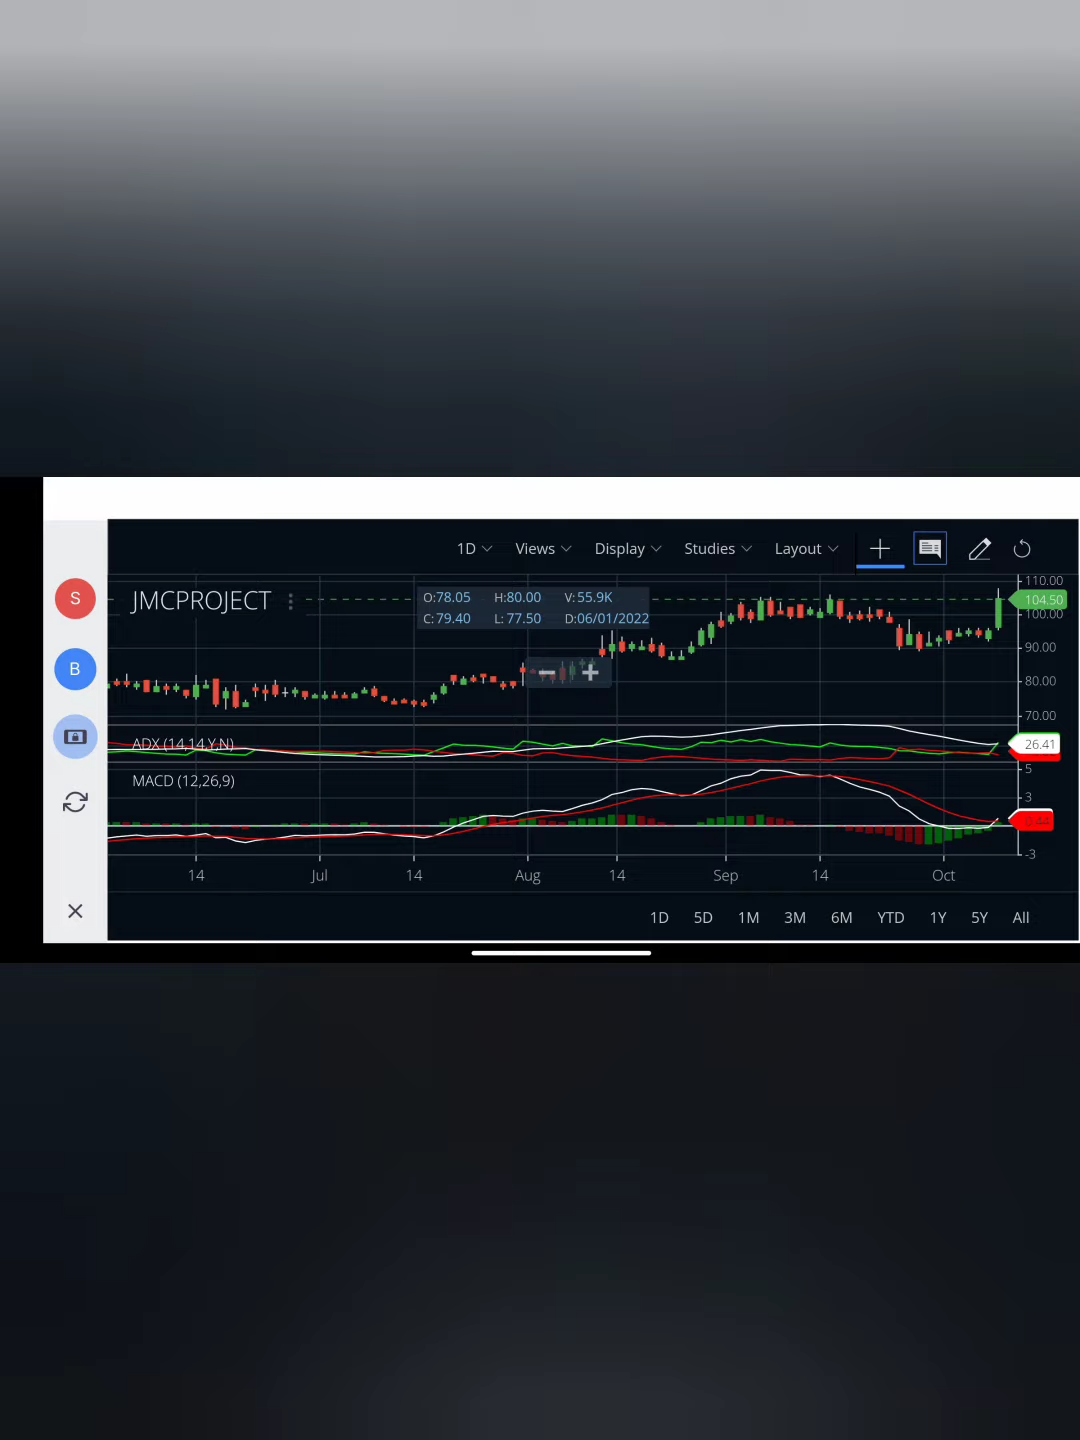 1D Views Display Studies Layout
S
JMCPROJECT
O:78.05 H:80.00 V:55.9K
C:79.40 L:77.50 D:06/01/2022
110.00
104.50
100.00
90.00
80.00
70.00
B
ADX (14,14,Y,N)
26.41
MACD (12,26,9)
5
3
0.44
-3
14 Jul 14 Aug 14 Sep 14 Oct
1D 5D 1M 3M 6M YTD 1Y 5Y All